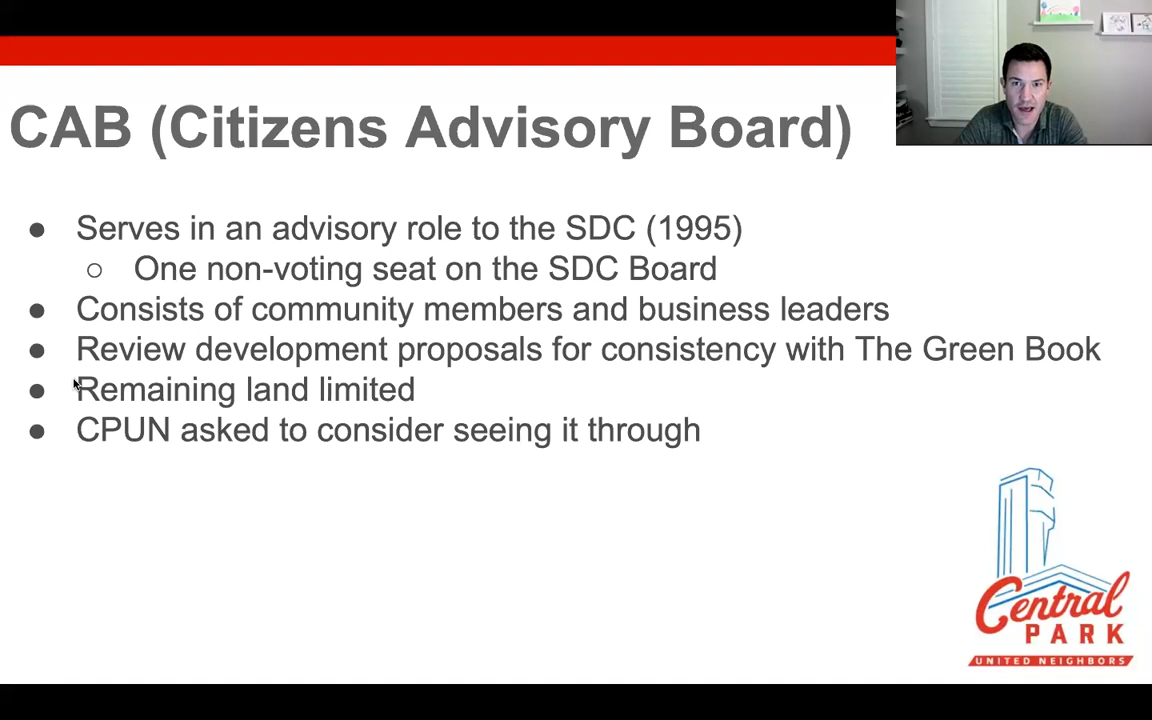 CAB (Citizens Advisory Board)
● Serves in an advisory role to the SDC (1995)
○ One non-voting seat on the SDC Board
● Consists of community members and business leaders
● Review development proposals for consistency with The Green Book
● Remaining land limited
● CPUN asked to consider seeing it through
Central
PARK
UNITED NEIGHBORS